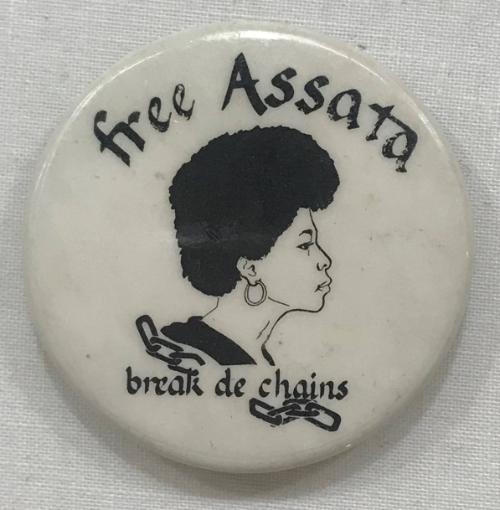 free Assata
break de chains